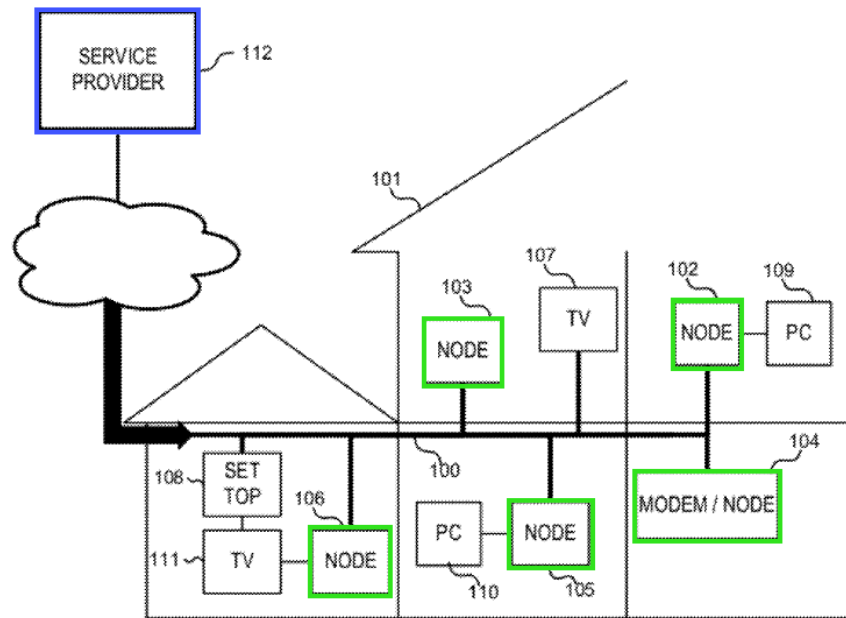 SERVICE
PROVIDER
112
101
107
102
109
103
TV
NODE
PC
NODE
100
104
108
SET
TOP
106
MODEM / NODE
111
TV
NODE
PC
NODE
110
105